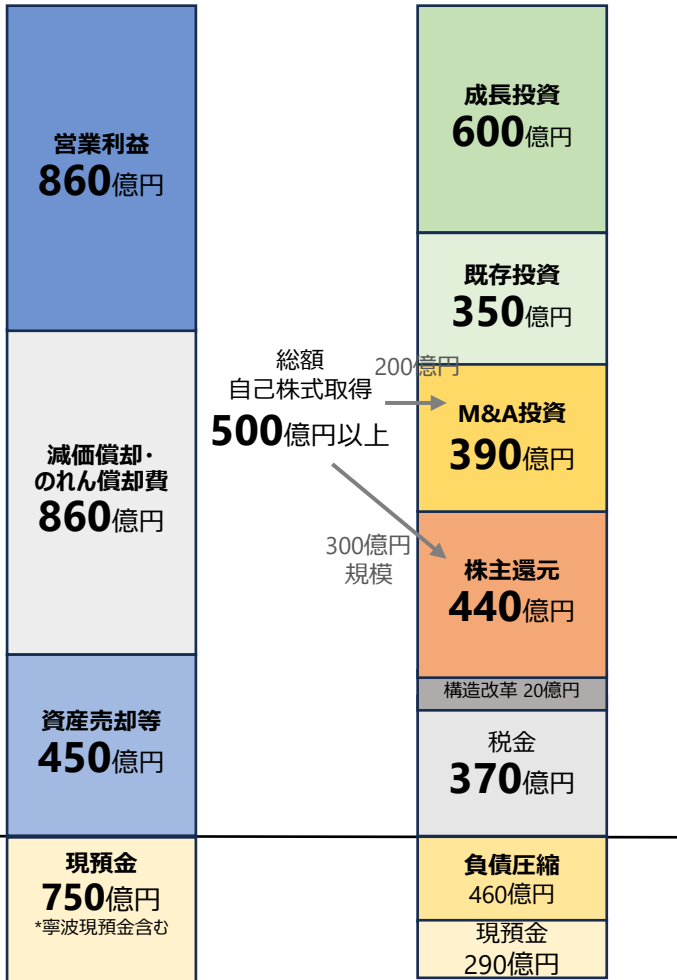 営業利益
860億円
減価償却・
のれん償却費
860億円
資産売却等
450億円
現預金
750億円
*寧波現預金含む
総額
自己株式取得
500億円以上
200億円
300億円
規模
成長投資
600億円
既存投資
350億円
M&A投資
390億円
株主還元
440億円
構造改革 20億円
税金
370億円
負債圧縮
460億円
現預金
290億円